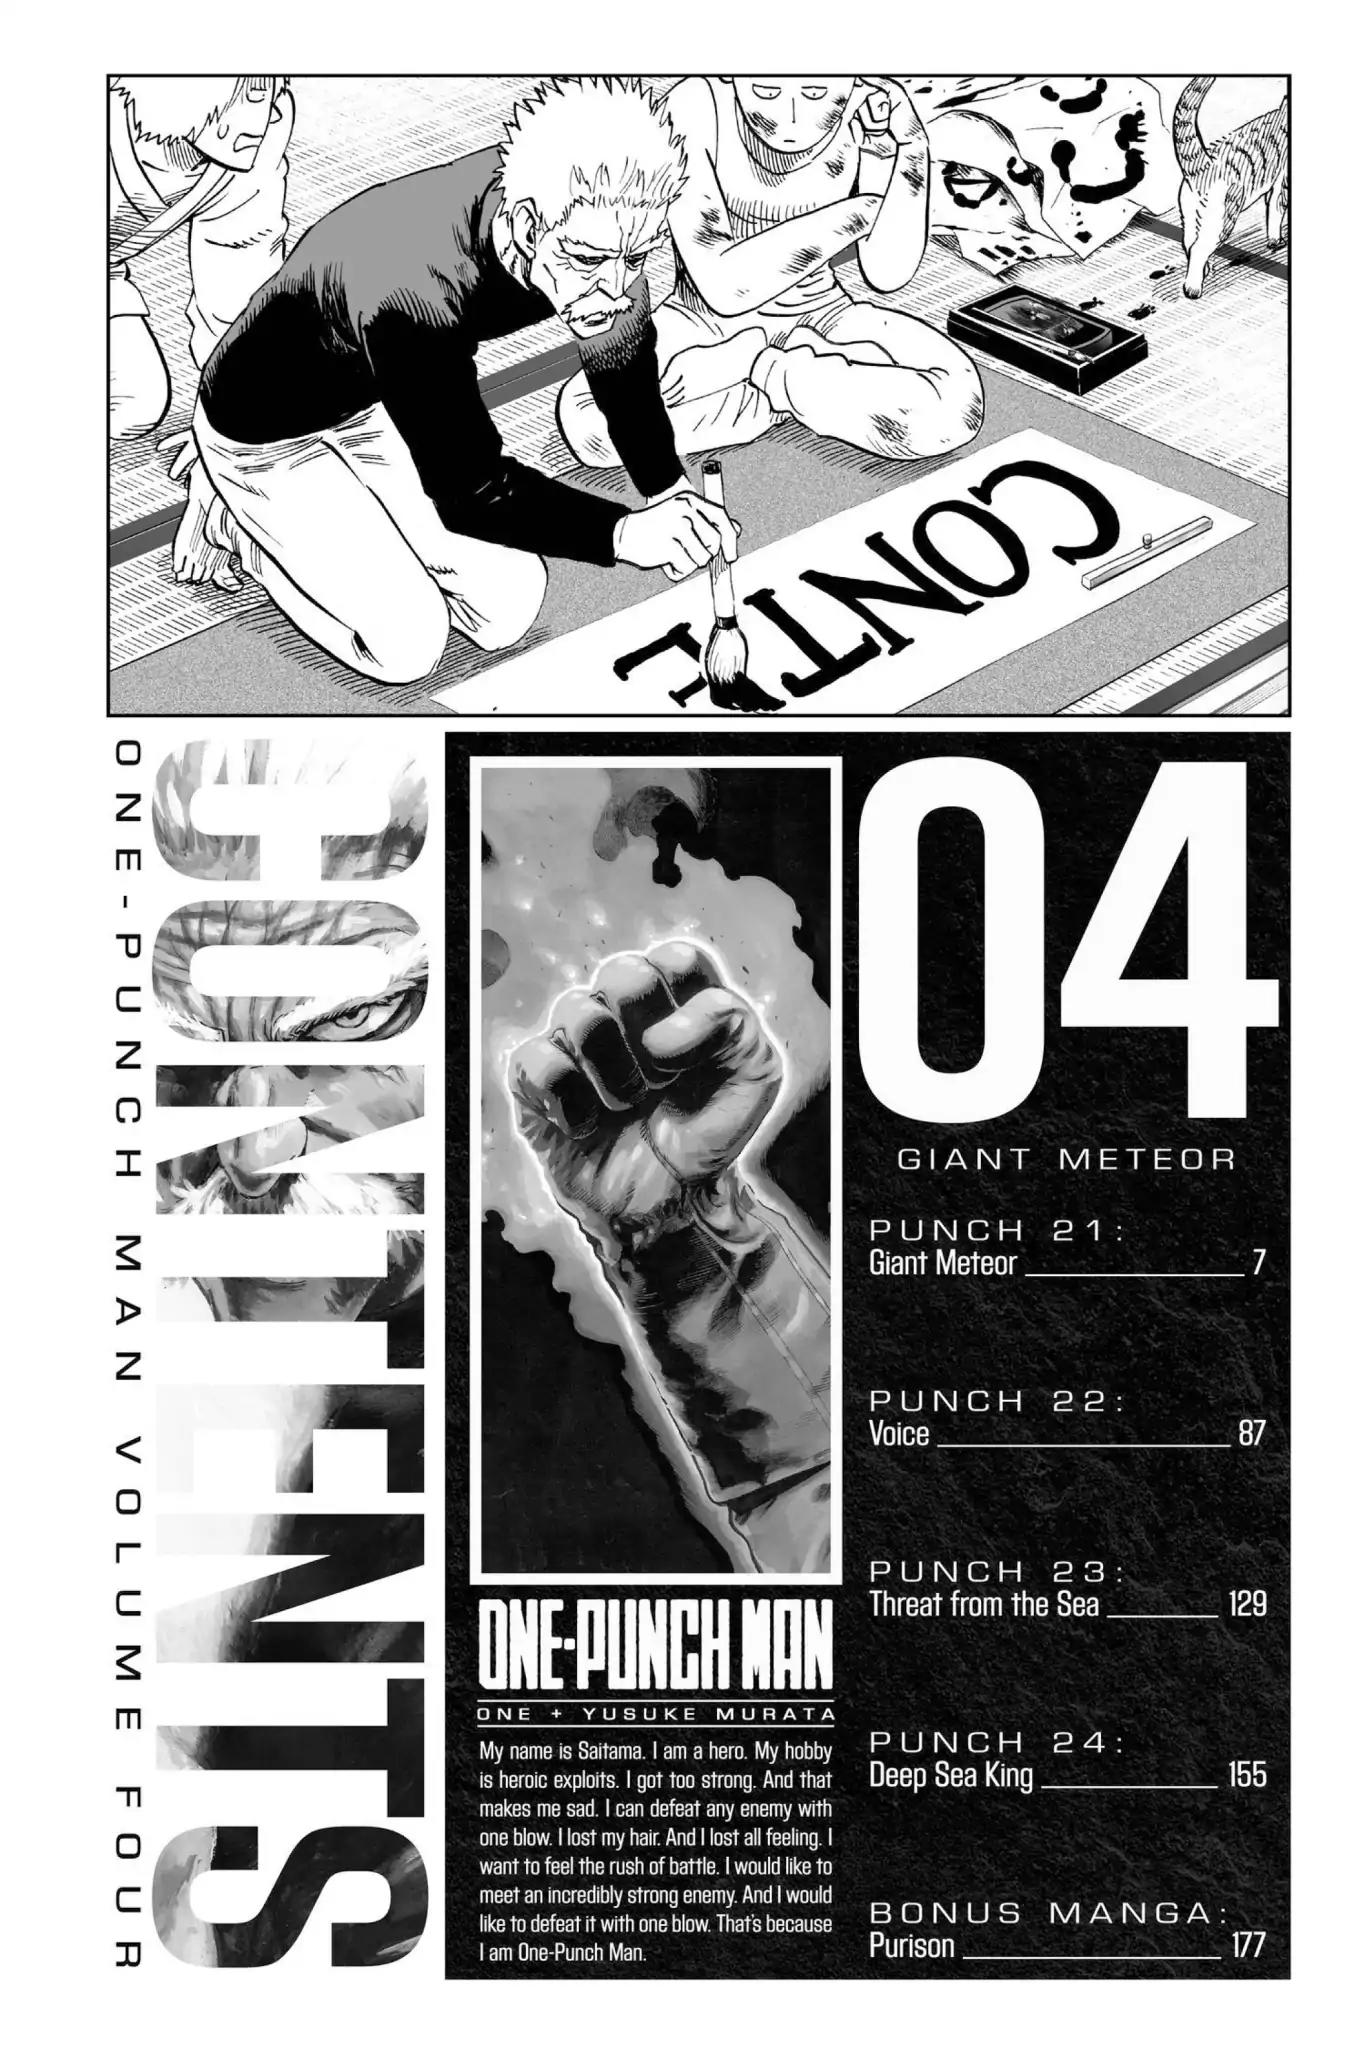 CONTE
CONTENTS
ONE-PUNCH MAN VOLUME FOUR
04
GIANT METEOR
PUNCH 21:
Giant Meteor 7
PUNCH 22:
Voice 87
PUNCH 23:
Threat from the Sea 129
PUNCH 24:
Deep Sea King 155
BONUS MANGA:
Purison 177
ONE-PUNCH MAN
ONE + YUSUKE MURATA
My name is Saitama. I am a hero. My hobby
is heroic exploits. I got too strong. And that
makes me sad. I can defeat any enemy with
one blow. I lost my hair. And I lost all feeling. I
want to feel the rush of battle. I would like to
meet an incredibly strong enemy. And I would
like to defeat it with one blow. That's because
I am One-Punch Man.